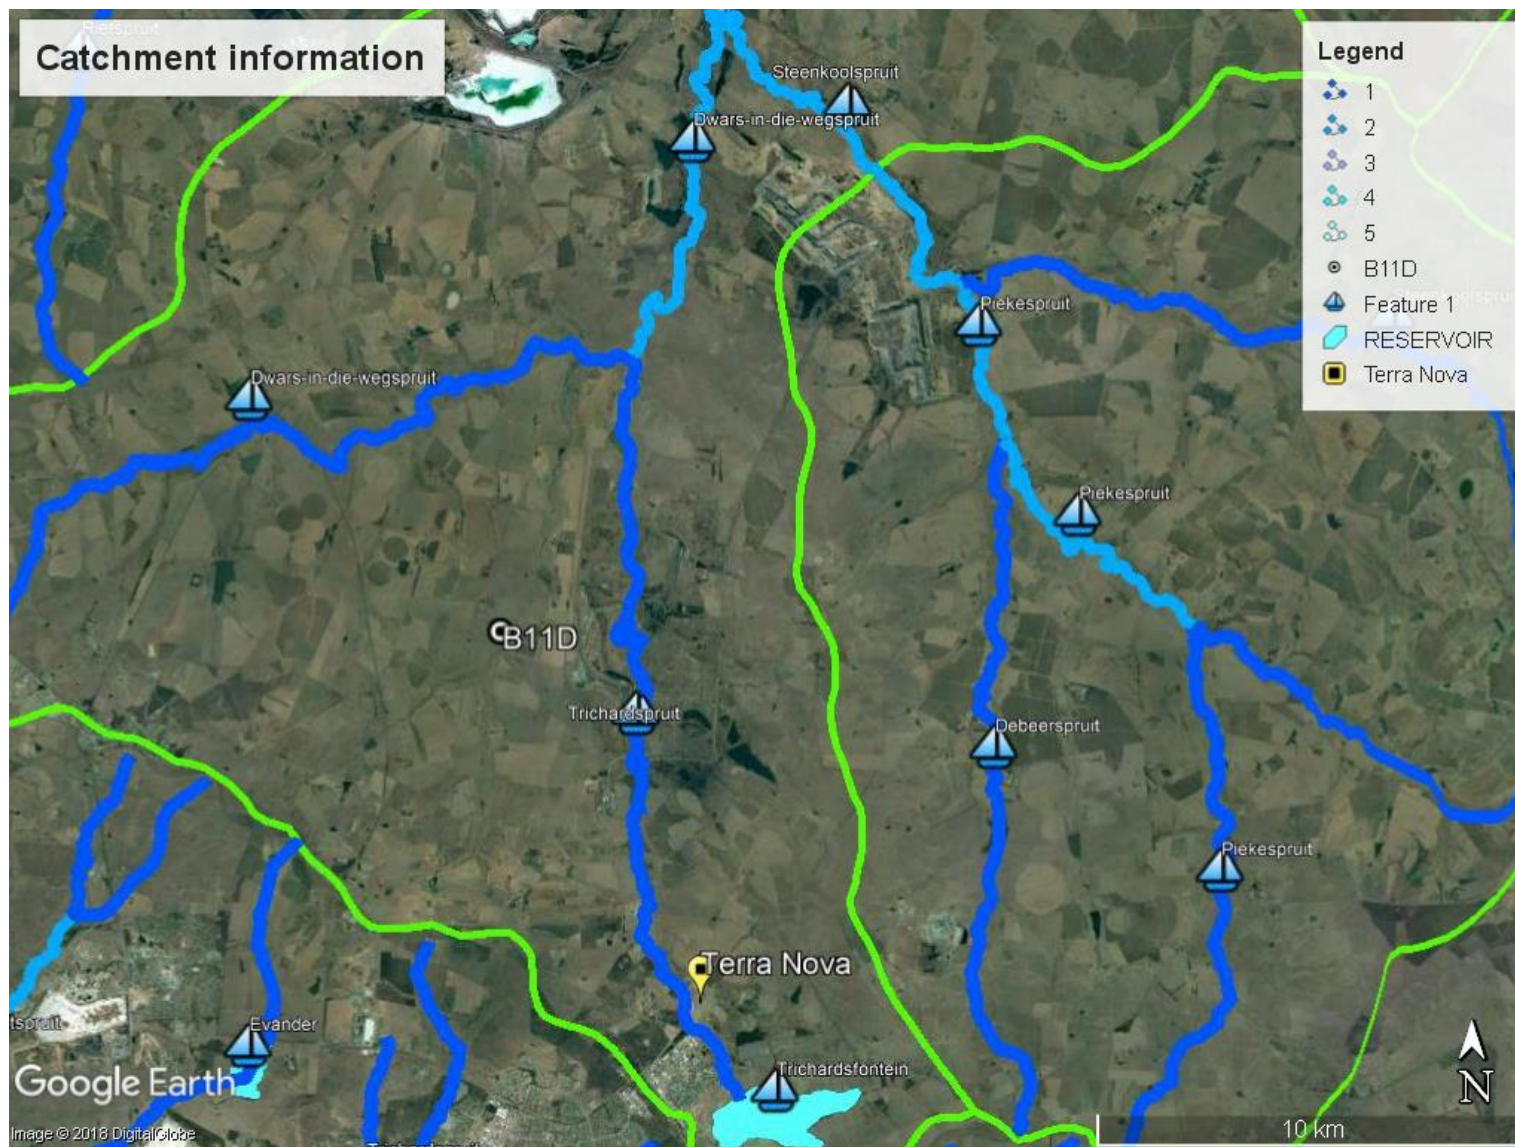 Rietspruit
Catchment information
Steenkoolspruit
Dwars-in-die-wegspruit
Legend
1
2
3
4
5
B11D
Feature 1
RESERVOIR
Terra Nova
Piekespruit
Dwars-in-die-wegspruit
Piekespruit
B11D
Trichardspruit
Debeerspruit
Piekespruit
Terra Nova
tspruit
Evander
Trichardsfontein
Google Earth
N
10 km
Image © 2018 DigitalGlobe